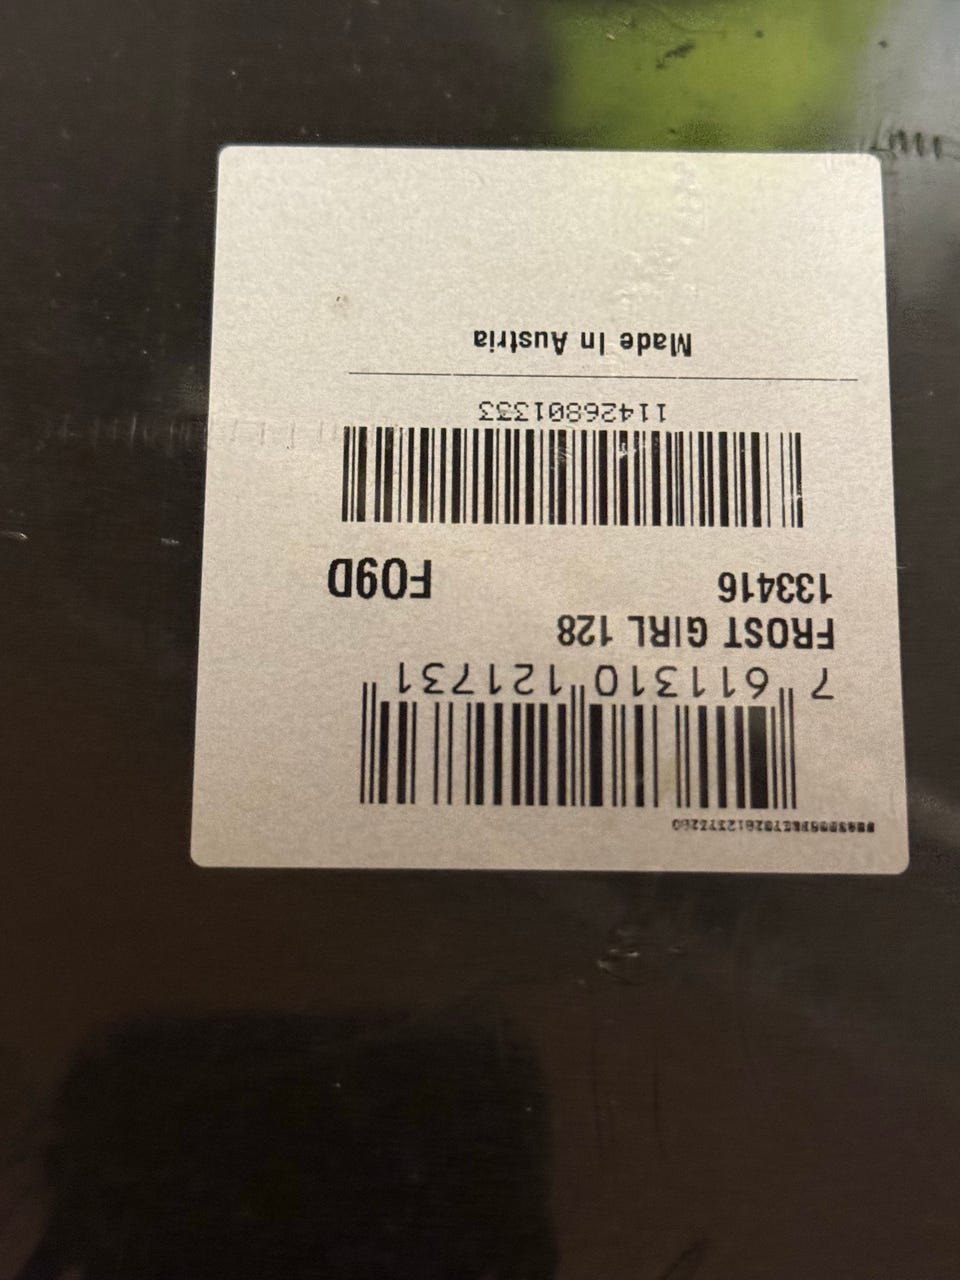 7 611310 121731
FROST GIRL 128
133416 F09D
11426801333
Made In Austria